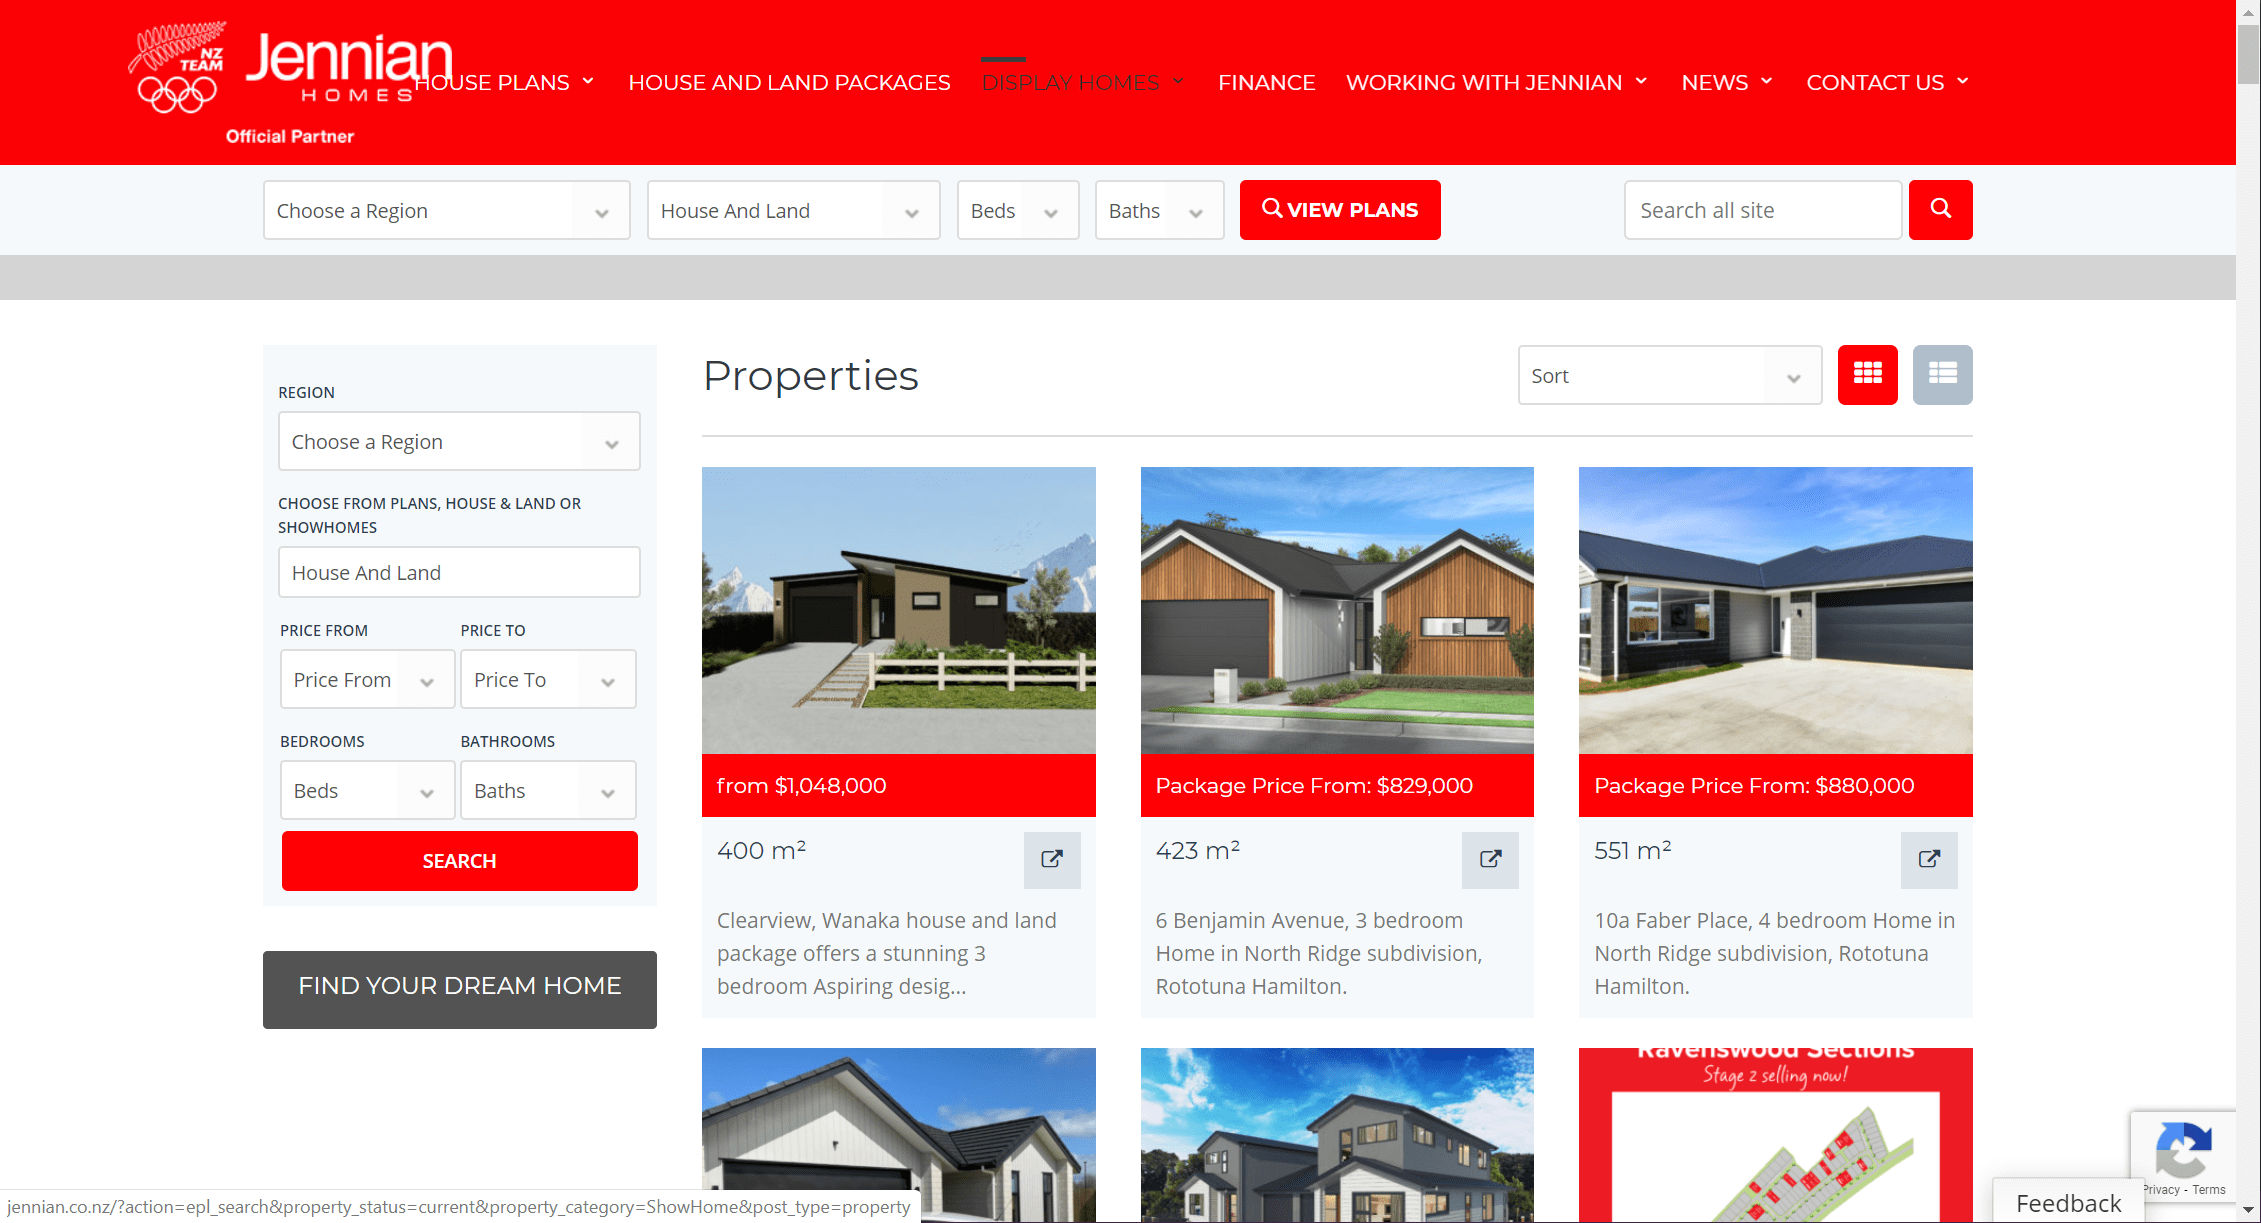 NZ
TEAM
Jennian
HOMES
Official Partner
HOUSE PLANS
HOUSE AND LAND PACKAGES
DISPLAY HOMES
FINANCE
WORKING WITH JENNIAN
NEWS
CONTACT US
Choose a Region
House And Land
Beds
Baths
VIEW PLANS
Search all site
REGION
Choose a Region
CHOOSE FROM PLANS, HOUSE & LAND OR
SHOWHOMES
House And Land
PRICE FROM
PRICE TO
Price From
Price To
BEDROOMS
BATHROOMS
Beds
Baths
SEARCH
FIND YOUR DREAM HOME
Properties
Sort
from $1,048,000
400 m²
Clearview, Wanaka house and land
package offers a stunning 3
bedroom Aspiring desig...
Package Price From: $829,000
423 m²
6 Benjamin Avenue, 3 bedroom
Home in North Ridge subdivision,
Rototuna Hamilton.
Package Price From: $880,000
551 m²
10a Faber Place, 4 bedroom Home in
North Ridge subdivision, Rototuna
Hamilton.
Ravenswood Sections
Stage 2 selling now!
Privacy - Terms
Feedback
jennian.co.nz/?action=epl_search&property_status=current&property_category=ShowHome&post_type=property